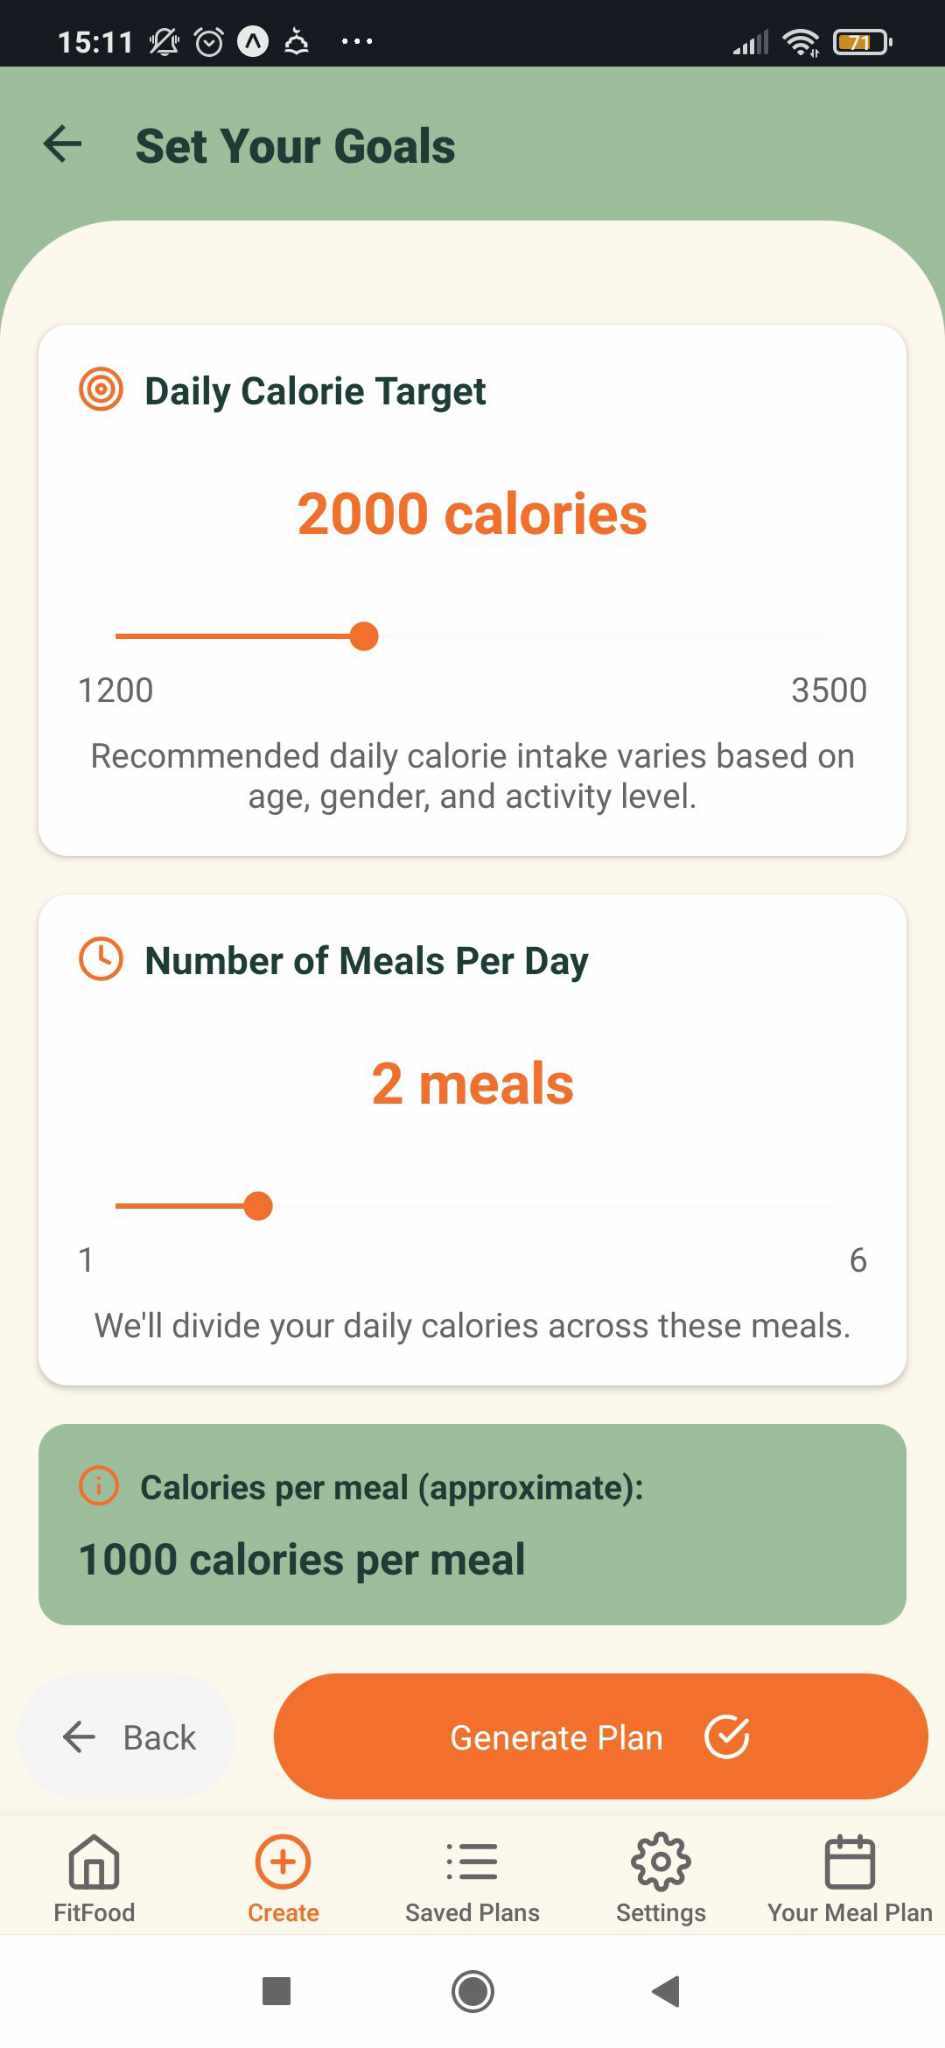 15:11
71
Set Your Goals
Daily Calorie Target
2000 calories
1200 3500
Recommended daily calorie intake varies based on
age, gender, and activity level.
Number of Meals Per Day
2 meals
1 6
We'll divide your daily calories across these meals.
Calories per meal (approximate):
1000 calories per meal
Back
Generate Plan
FitFood
Create
Saved Plans
Settings
Your Meal Plan